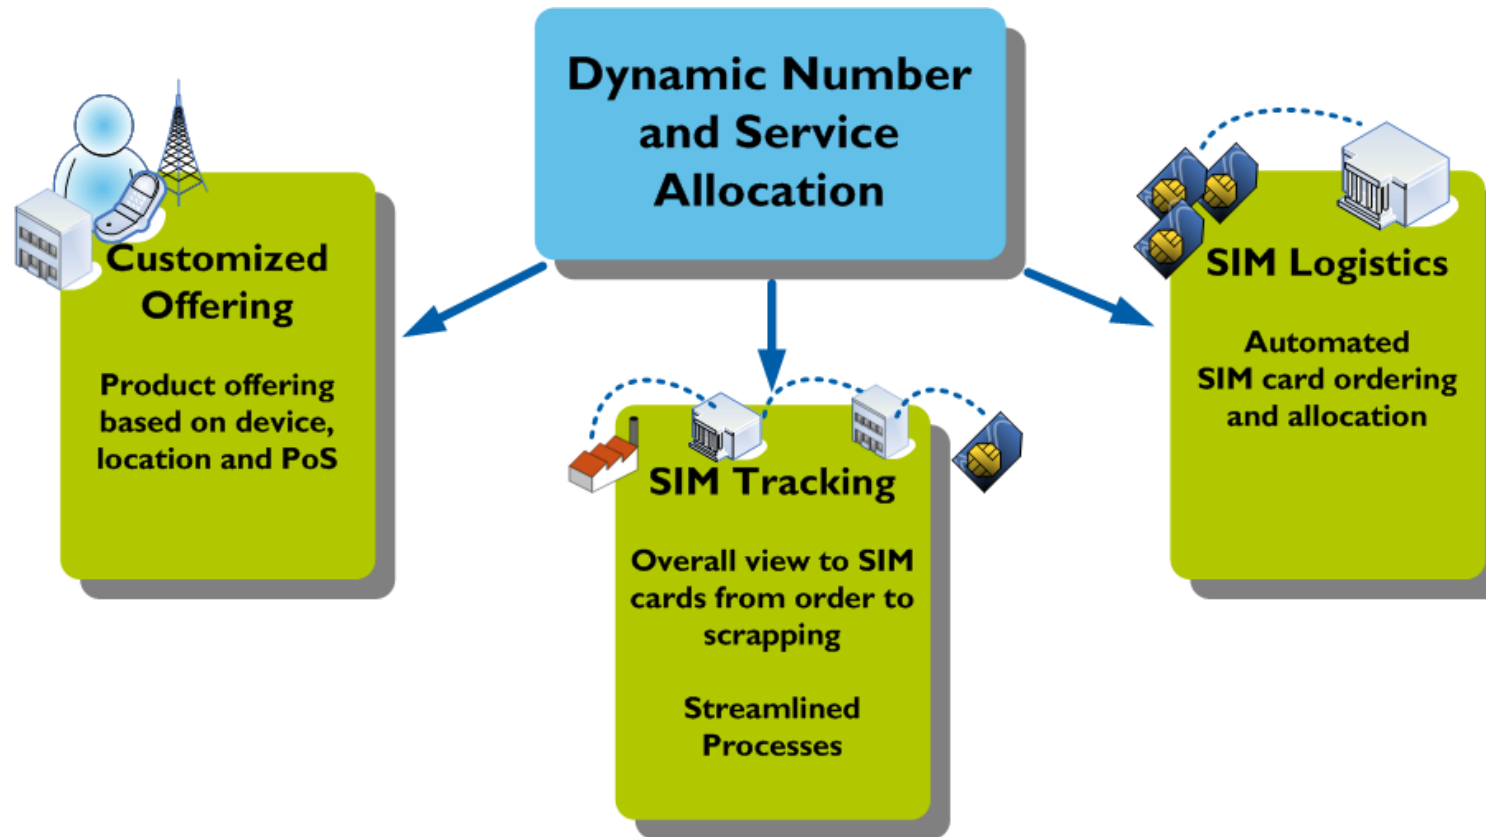 Dynamic Number
and Service
Allocation
Customized
Offering
Product offering
based on device,
location and PoS
SIM Tracking
Overall view to SIM
cards from order to
scrapping
Streamlined
Processes
SIM Logistics
Automated
SIM card ordering
and allocation